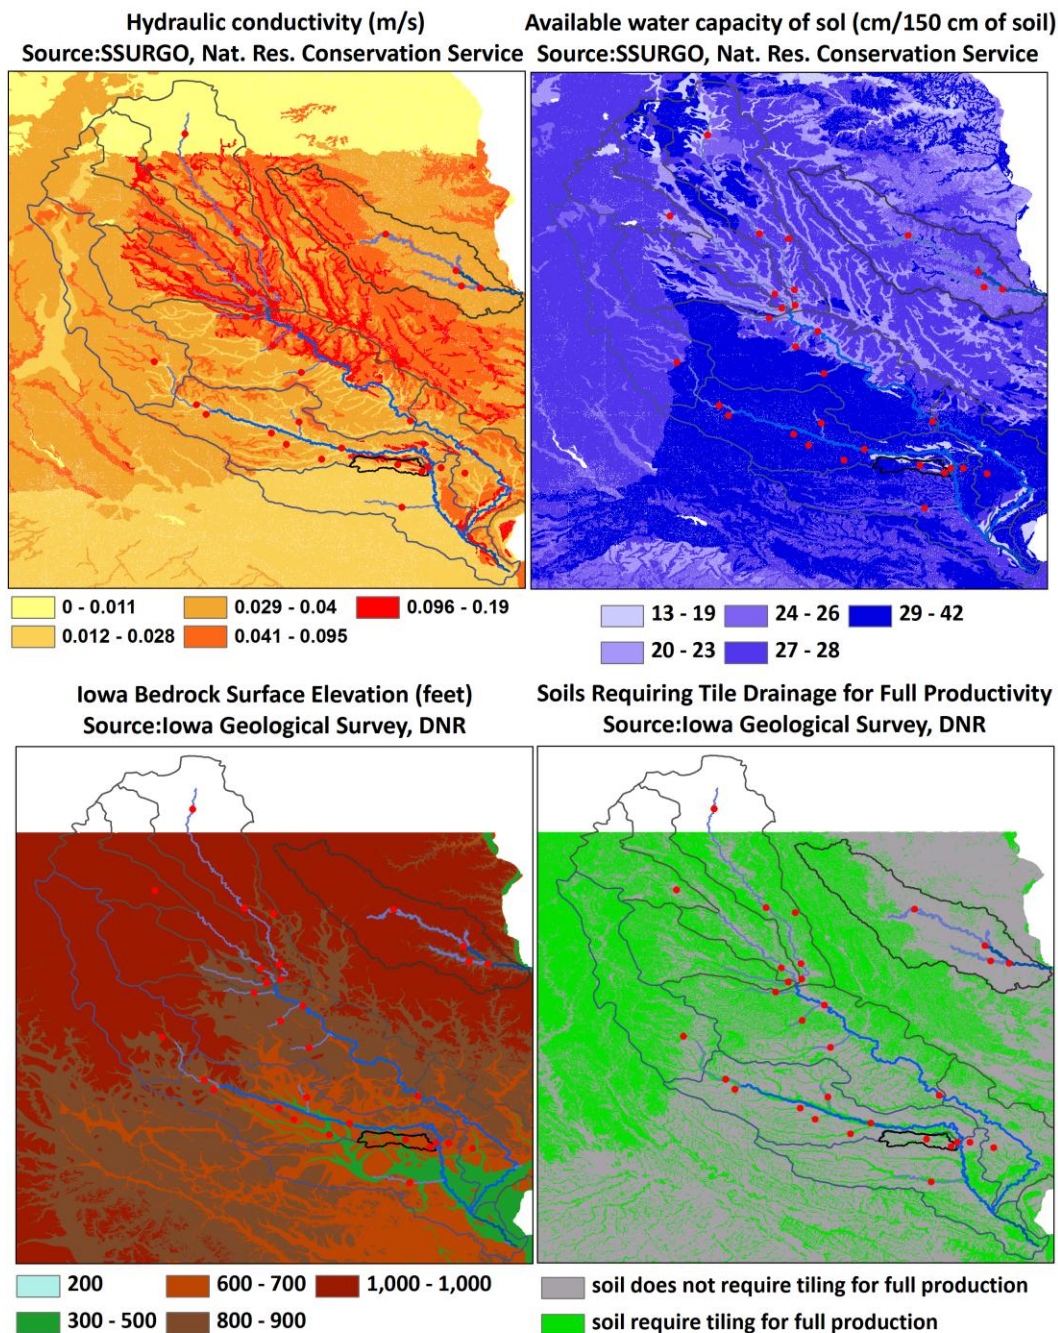 Hydraulic conductivity (m/s)
Source:SSURGO, Nat. Res. Conservation Service
Available water capacity of sol (cm/150 cm of soil)
Source:SSURGO, Nat. Res. Conservation Service
0 - 0.011
0.029 - 0.04
0.096 - 0.19
0.012 - 0.028
0.041 - 0.095
13 - 19
24 - 26
29 - 42
20 - 23
27 - 28
Iowa Bedrock Surface Elevation (feet)
Source:Iowa Geological Survey, DNR
Soils Requiring Tile Drainage for Full Productivity
Source:Iowa Geological Survey, DNR
200
600 - 700
1,000 - 1,000
300 - 500
800 - 900
soil does not require tiling for full production
soil require tiling for full production